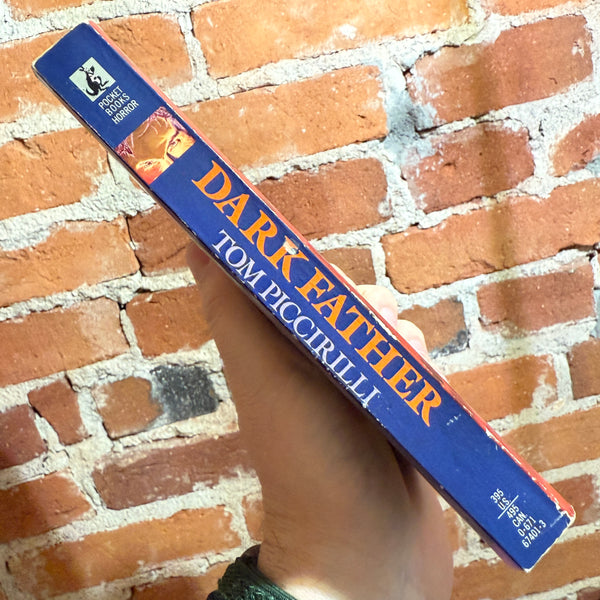 POCKET
BOOKS
HORROR
DARK FATHER
TOM PICCIRILLI
395
U.S.
495
CAN.
0-671
67401-3